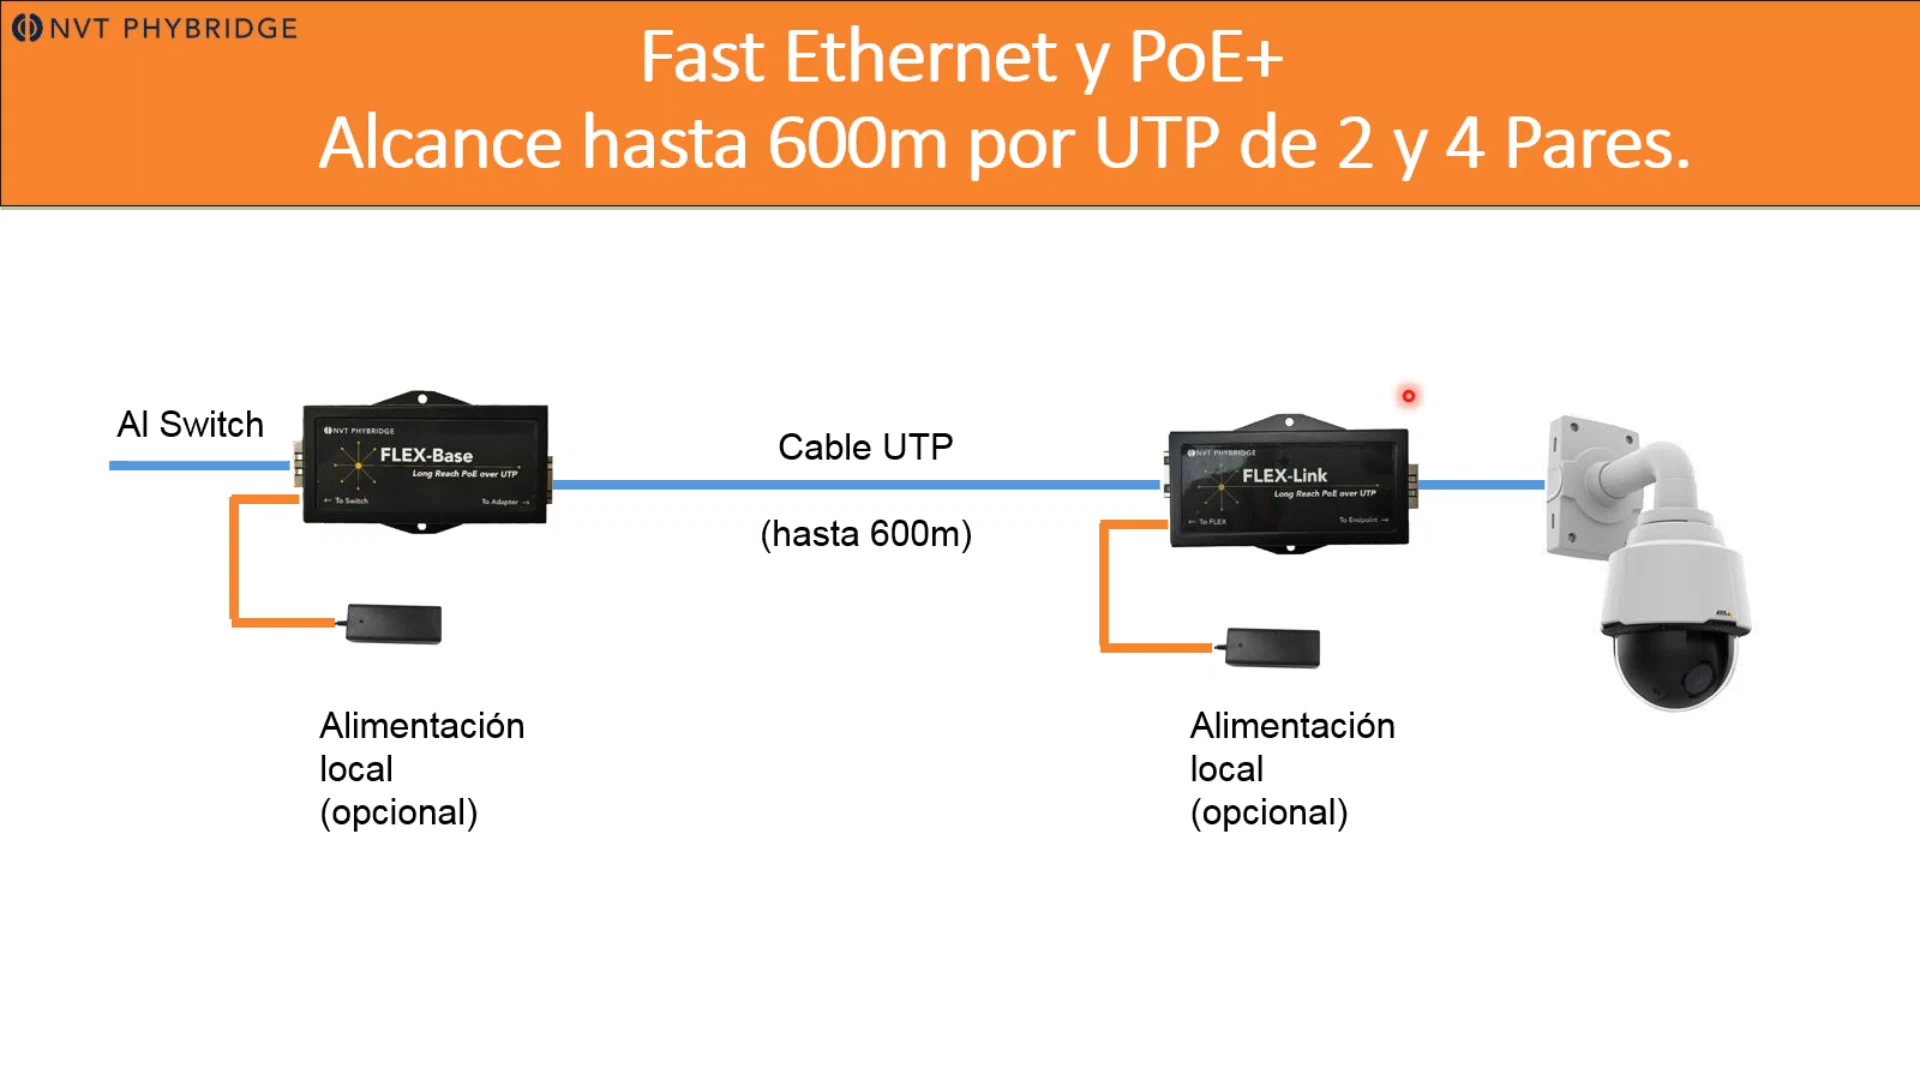 NVT PHYBRIDGE
Fast Ethernet y PoE+
Alcance hasta 600m por UTP de 2 y 4 Pares.
Al Switch
NVT PHYBRIDGE
FLEX-Base
Long Reach PoE over UTP
← To Switch
To Adapter →
Cable UTP
(hasta 600m)
NVT PHYBRIDGE
FLEX-Link
Long Reach PoE over UTP
← To FLEX
To Endpoint →
AXIS
Alimentación
local
(opcional)
Alimentación
local
(opcional)